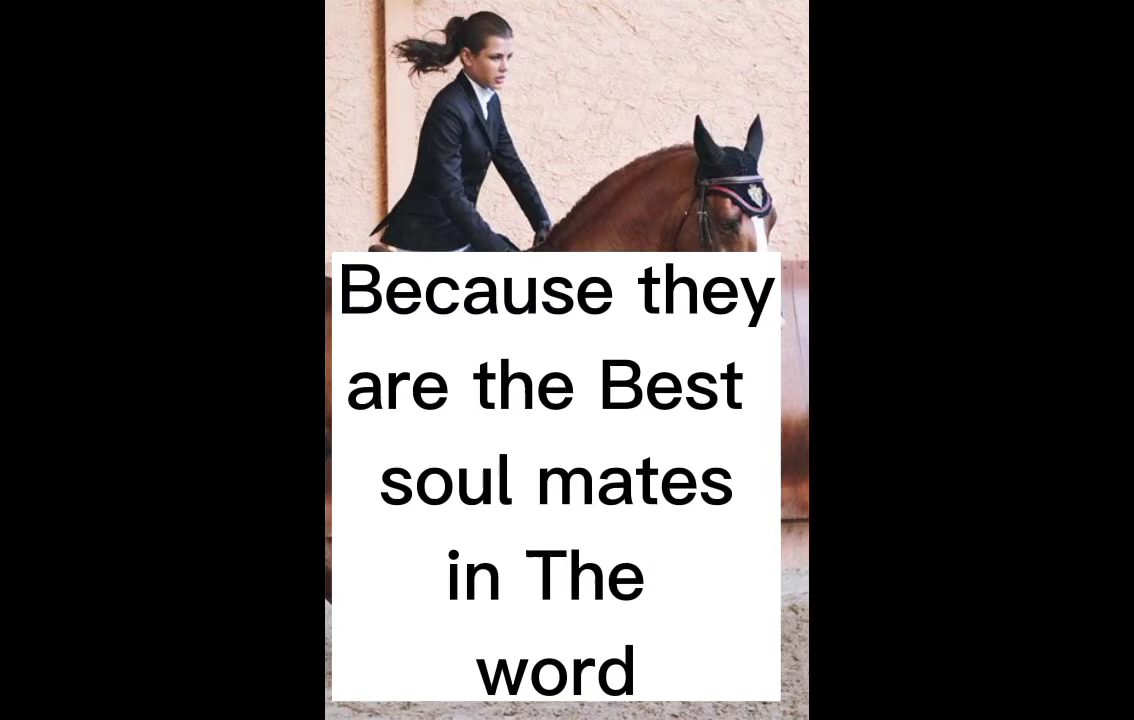 Because they
are the Best
soul mates
in The
word